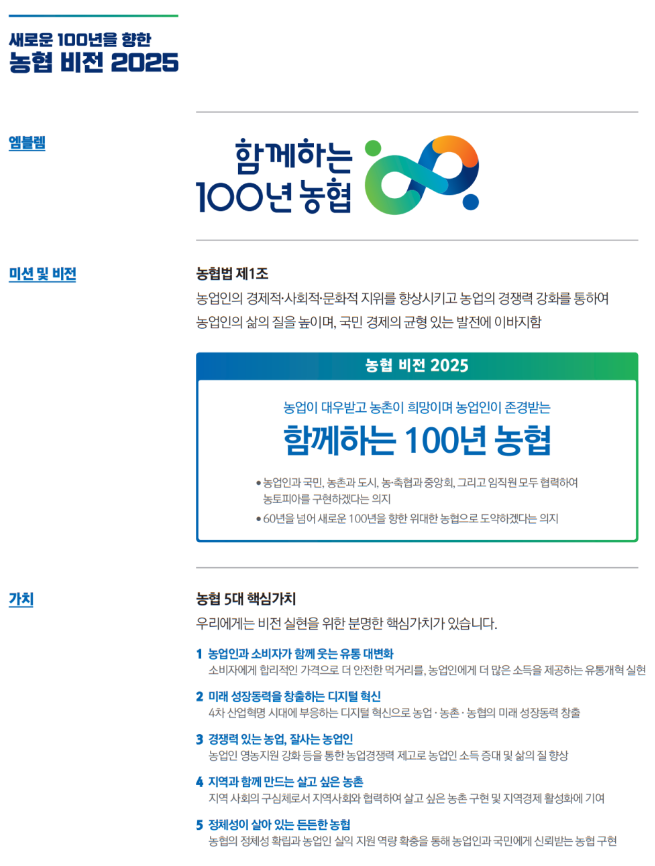 새로운 100년을 향한
농협 비전 2025
엠블렘
함께하는
100년 농협
미션 및 비전
농협법 제1조
농업인의 경제적·사회적·문화적 지위를 향상시키고 농업의 경쟁력 강화를 통하여
농업인의 삶의 질을 높이며, 국민 경제의 균형 있는 발전에 이바지함
농협 비전 2025
농업이 대우받고 농촌이 희망이며 농업인이 존경받는
함께하는 100년 농협
• 농업인과 국민, 농촌과 도시, 농·축협과 중앙회, 그리고 임직원 모두 협력하여
농토피아를 구현하겠다는 의지
• 60년을 넘어 새로운 100년을 향한 위대한 농협으로 도약하겠다는 의지
가치
농협 5대 핵심가치
우리에게는 비전 실현을 위한 분명한 핵심가치가 있습니다.
1 농업인과 소비자가 함께 웃는 유통 대변화
소비자에게 합리적인 가격으로 더 안전한 먹거리를, 농업인에게 더 많은 소득을 제공하는 유통개혁 실현
2 미래 성장동력을 창출하는 디지털 혁신
4차 산업혁명 시대에 부응하는 디지털 혁신으로 농업 · 농촌 · 농협의 미래 성장동력 창출
3 경쟁력 있는 농업, 잘사는 농업인
농업인 영농지원 강화 등을 통한 농업경쟁력 제고로 농업인 소득 증대 및 삶의 질 향상
4 지역과 함께 만드는 살고 싶은 농촌
지역 사회의 구심체로서 지역사회와 협력하여 살고 싶은 농촌 구현 및 지역경제 활성화에 기여
5 정체성이 살아 있는 든든한 농협
농협의 정체성 확립과 농업인 실익 지원 역량 확충을 통해 농업인과 국민에게 신뢰받는 농협 구현